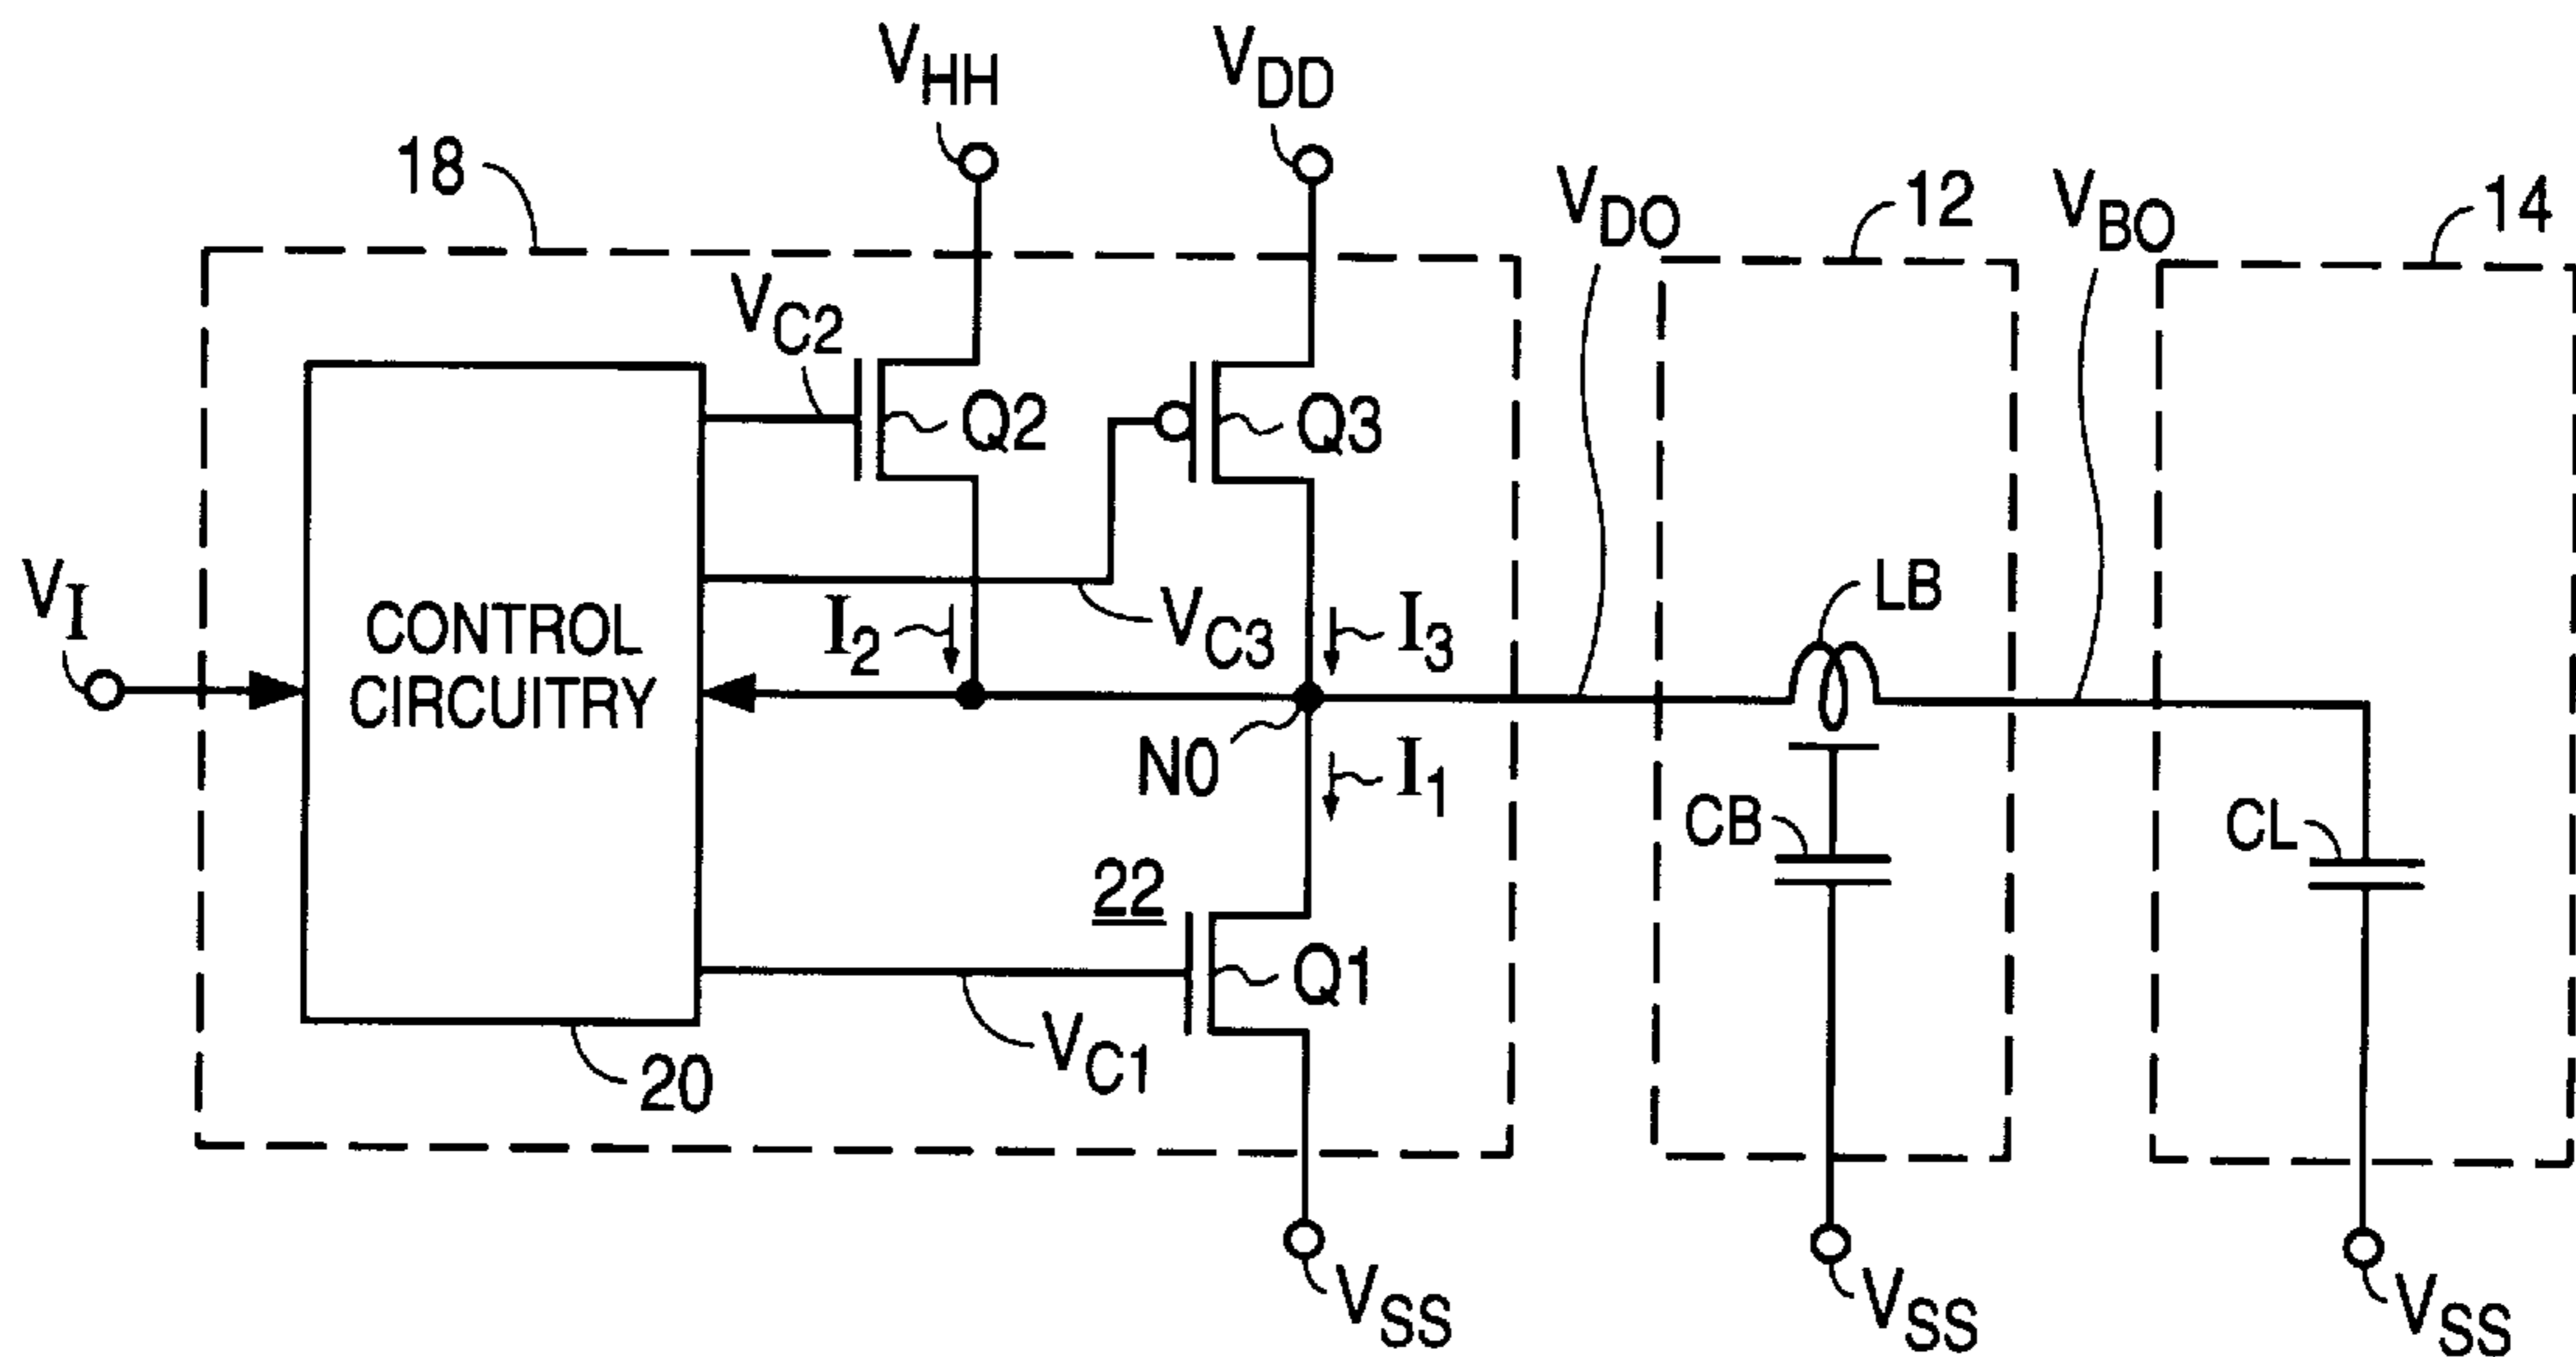 VHH
VDD
18
VDO
12
VBO
14
VC2
Q2
Q3
VI
CONTROL
CIRCUITRY
I2
VC3
I3
LB
N0
I1
CB
CL
22
Q1
VC1
20
VSS
VSS
VSS